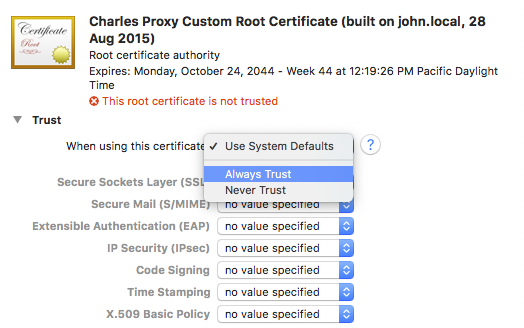 Certificate
Root
Charles Proxy Custom Root Certificate (built on john.local, 28
Aug 2015)
Root certificate authority
Expires: Monday, October 24, 2044 - Week 44 at 12:19:26 PM Pacific Daylight
Time
This root certificate is not trusted
Trust
When using this certificate ✓ Use System Defaults ?
Always Trust
Never Trust
Secure Sockets Layer (SSL
Secure Mail (S/MIME) no value specified
Extensible Authentication (EAP) no value specified
IP Security (IPsec) no value specified
Code Signing no value specified
Time Stamping no value specified
X.509 Basic Policy no value specified